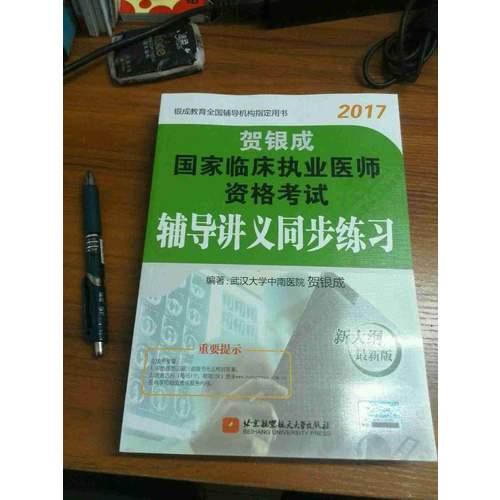 银成教育全国辅导机构指定用书
2017
贺银成
国家临床执业医师
资格考试
辅导讲义同步练习
编著：武汉大学中南医院 贺银成
新大纲
最新版
重要提示
北京航空航天大学出版社
BEIHANG UNIVERSITY PRESS